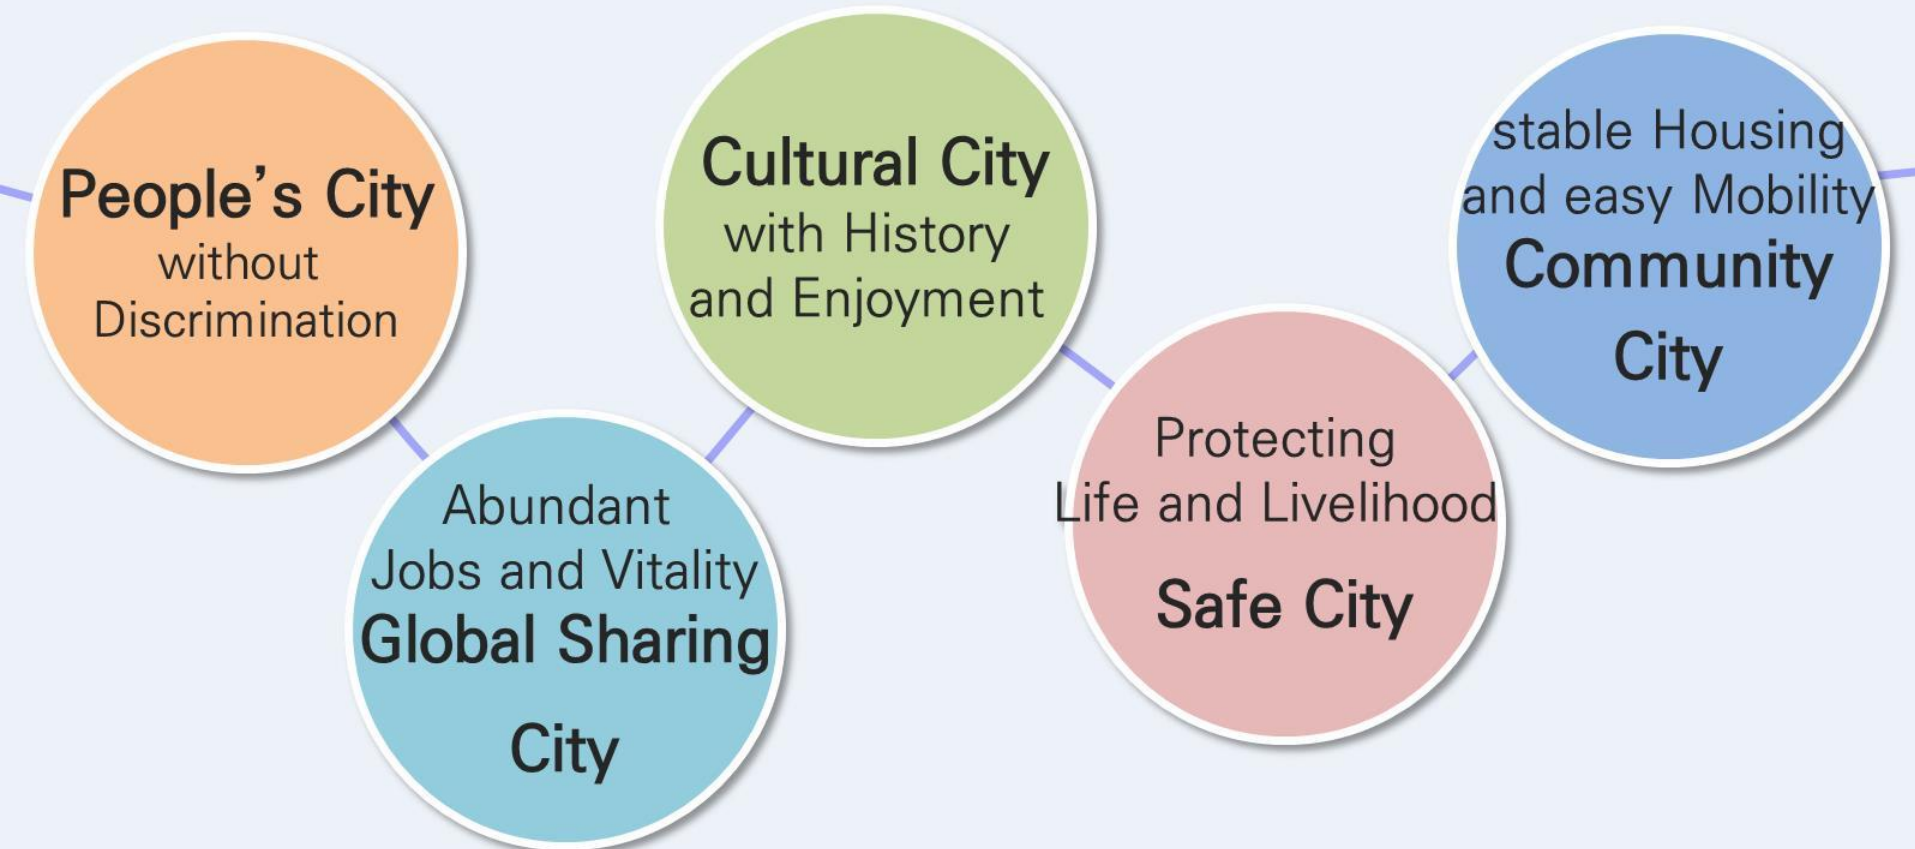 People’s City
without
Discrimination
Abundant
Jobs and Vitality
Global Sharing
City
Cultural City
with History
and Enjoyment
Protecting
Life and Livelihood
Safe City
stable Housing
and easy Mobility
Community
City